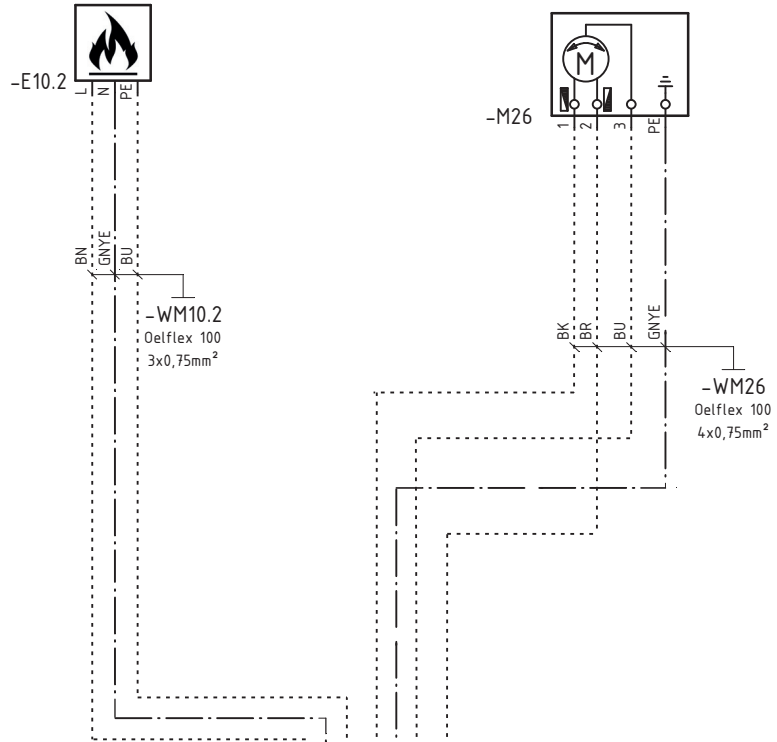 -E10.2
L
N
PE
M
-M26
1
2
3
PE
BN
GNYE
BU
-WM10.2
Oelflex 100
3x0,75mm²
BK
BR
BU
GNYE
-WM26
Oelflex 100
4x0,75mm²